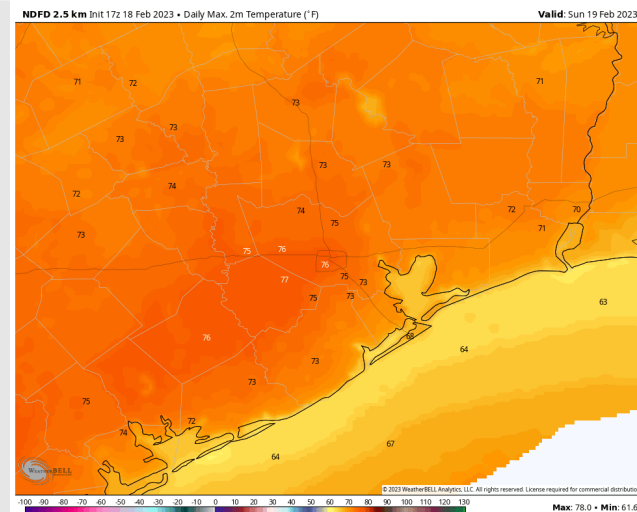 NDFD 2.5 km Init 17z 18 Feb 2023 • Daily Max. 2m Temperature (°F)
Valid: Sun 19 Feb 2023
71 72 71
73
73 73
73 73
72 74
74 72 70
73 75 71
75 76
76
77 75 73
75 73 63
76 68
64
73
73
75
72
74
67
64
WEATHERBELL
© 2023 WeatherBELL Analytics, LLC. All rights reserved. License required for commercial distributio
-100 -90 -80 -70 -60 -50 -40 -30 -20 -10 0 10 20 30 40 50 60 70 80 90 100 110 120 130
Max: 78.0 • Min: 61.6